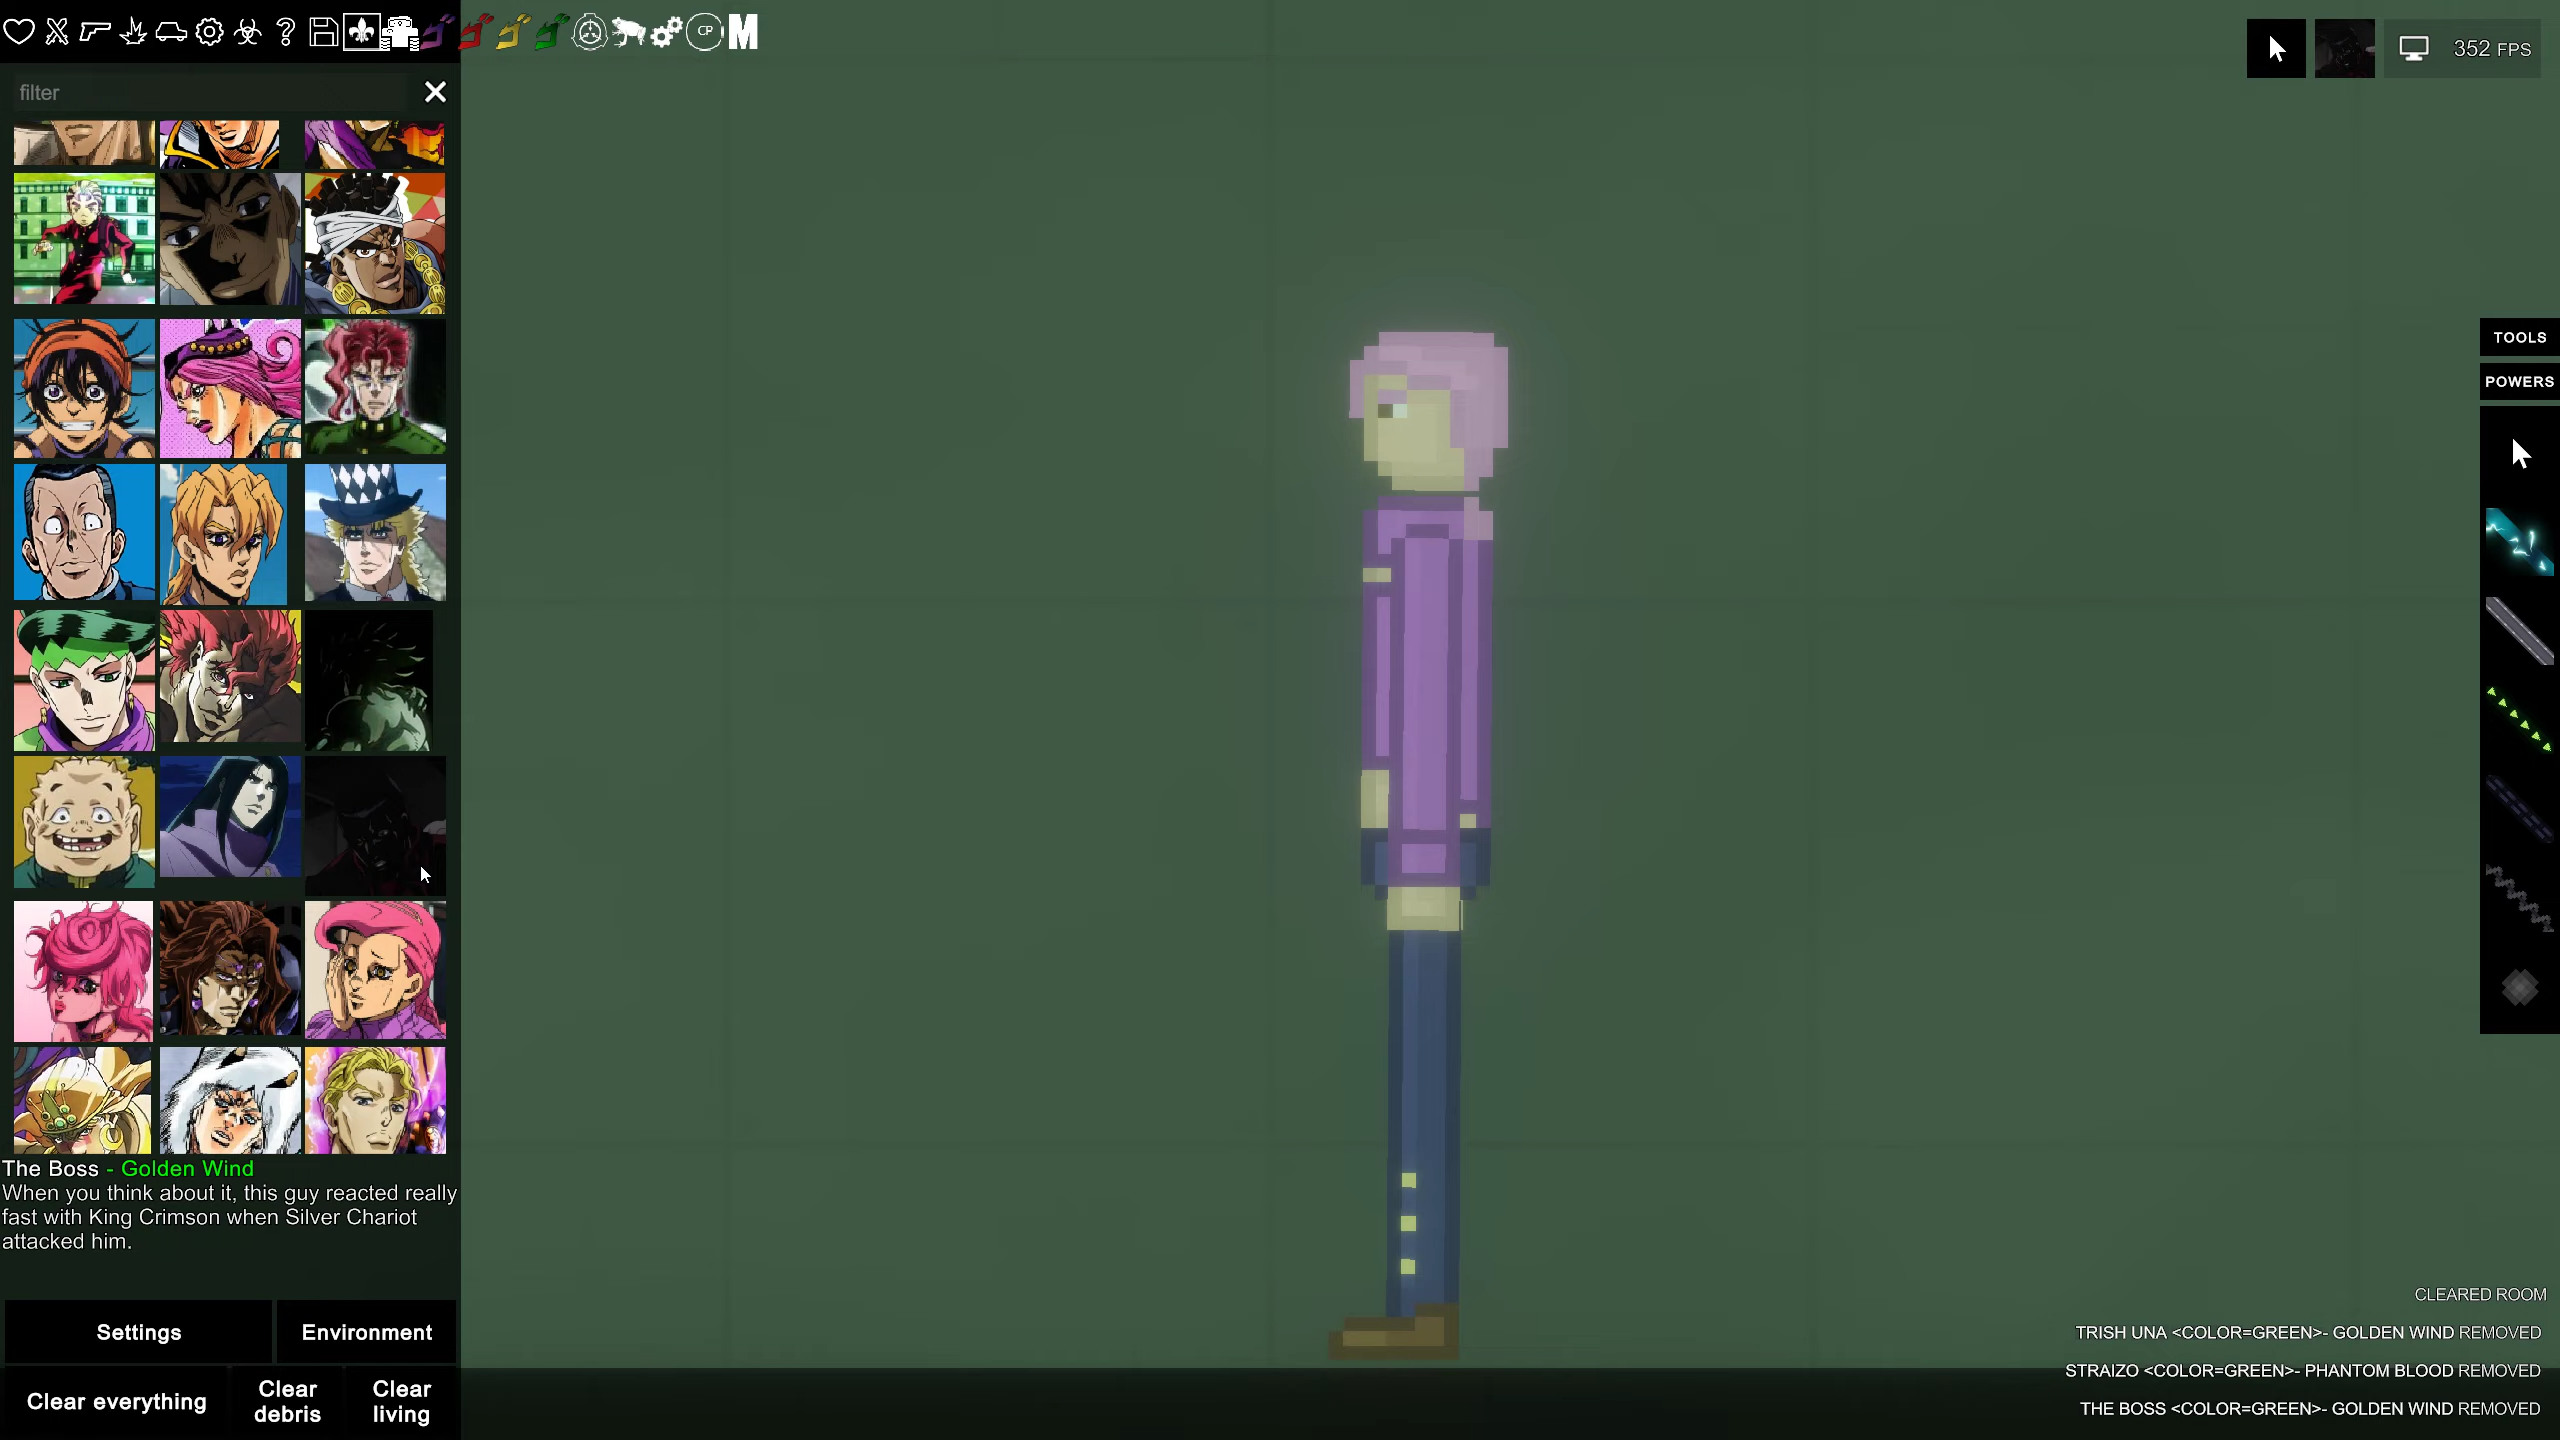 CP
M
352 FPS
filter
TOOLS
POWERS
The Boss - Golden Wind
When you think about it, this guy reacted really
fast with King Crimson when Silver Chariot
attacked him.
Settings
Environment
Clear everything
Clear
debris
Clear
living
CLEARED ROOM
TRISH UNA <COLOR=GREEN>- GOLDEN WIND REMOVED
STRAIZO <COLOR=GREEN>- PHANTOM BLOOD REMOVED
THE BOSS <COLOR=GREEN>- GOLDEN WIND REMOVED